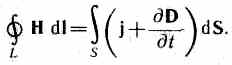 ∮_L H dl = ∫_S (j + ∂D/∂t) dS.